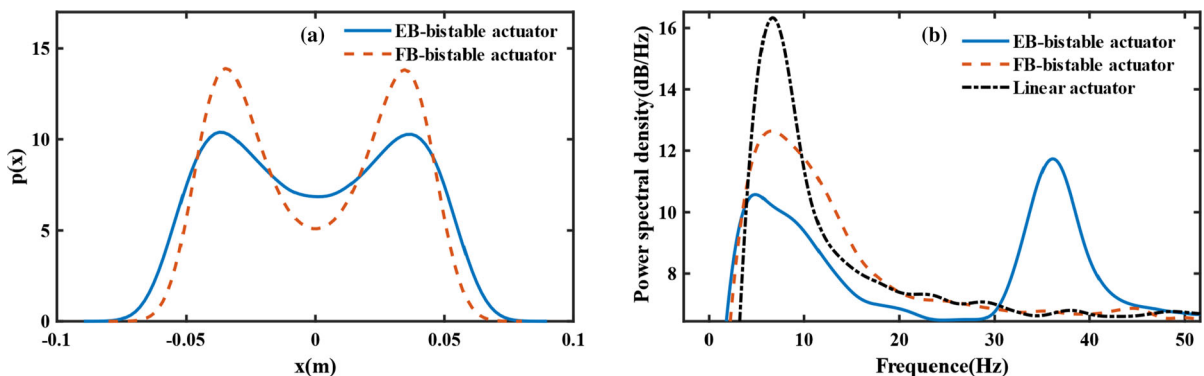 (a)
EB-bistable actuator
FB-bistable actuator
p(x)
15
10
5
0
-0.1
-0.05
0
0.05
0.1
x(m)
(b)
EB-bistable actuator
FB-bistable actuator
Linear actuator
Power spectral density(dB/Hz)
16
14
12
10
8
0
10
20
30
40
50
Frequence(Hz)